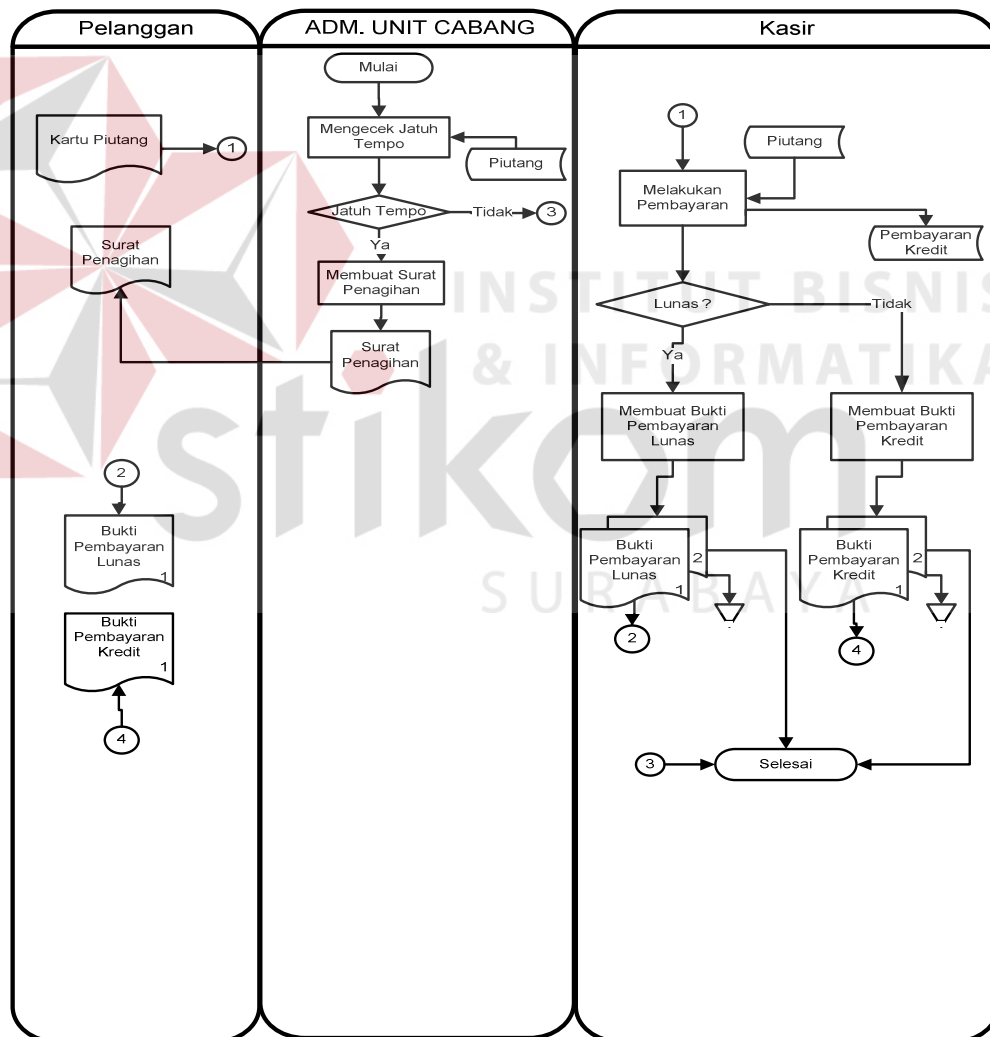 Pelanggan
ADM. UNIT CABANG
Kasir
Kartu Piutang
1
Surat
Penagihan
2
Bukti
Pembayaran
Lunas
1
Bukti
Pembayaran
Kredit
1
4
Mulai
Mengecek Jatuh
Tempo
Piutang
Jatuh Tempo
Tidak
3
Ya
Membuat Surat
Penagihan
Surat
Penagihan
1
Piutang
Melakukan
Pembayaran
Pembayaran
Kredit
Lunas ?
Tidak
Ya
Membuat Bukti
Pembayaran
Lunas
Membuat Bukti
Pembayaran
Kredit
Bukti
Pembayaran
Lunas
1
2
2
Bukti
Pembayaran
Kredit
1
2
4
3
Selesai
INSTITUT BISNIS
& INFORMATIKA
stikom
SURABAYA